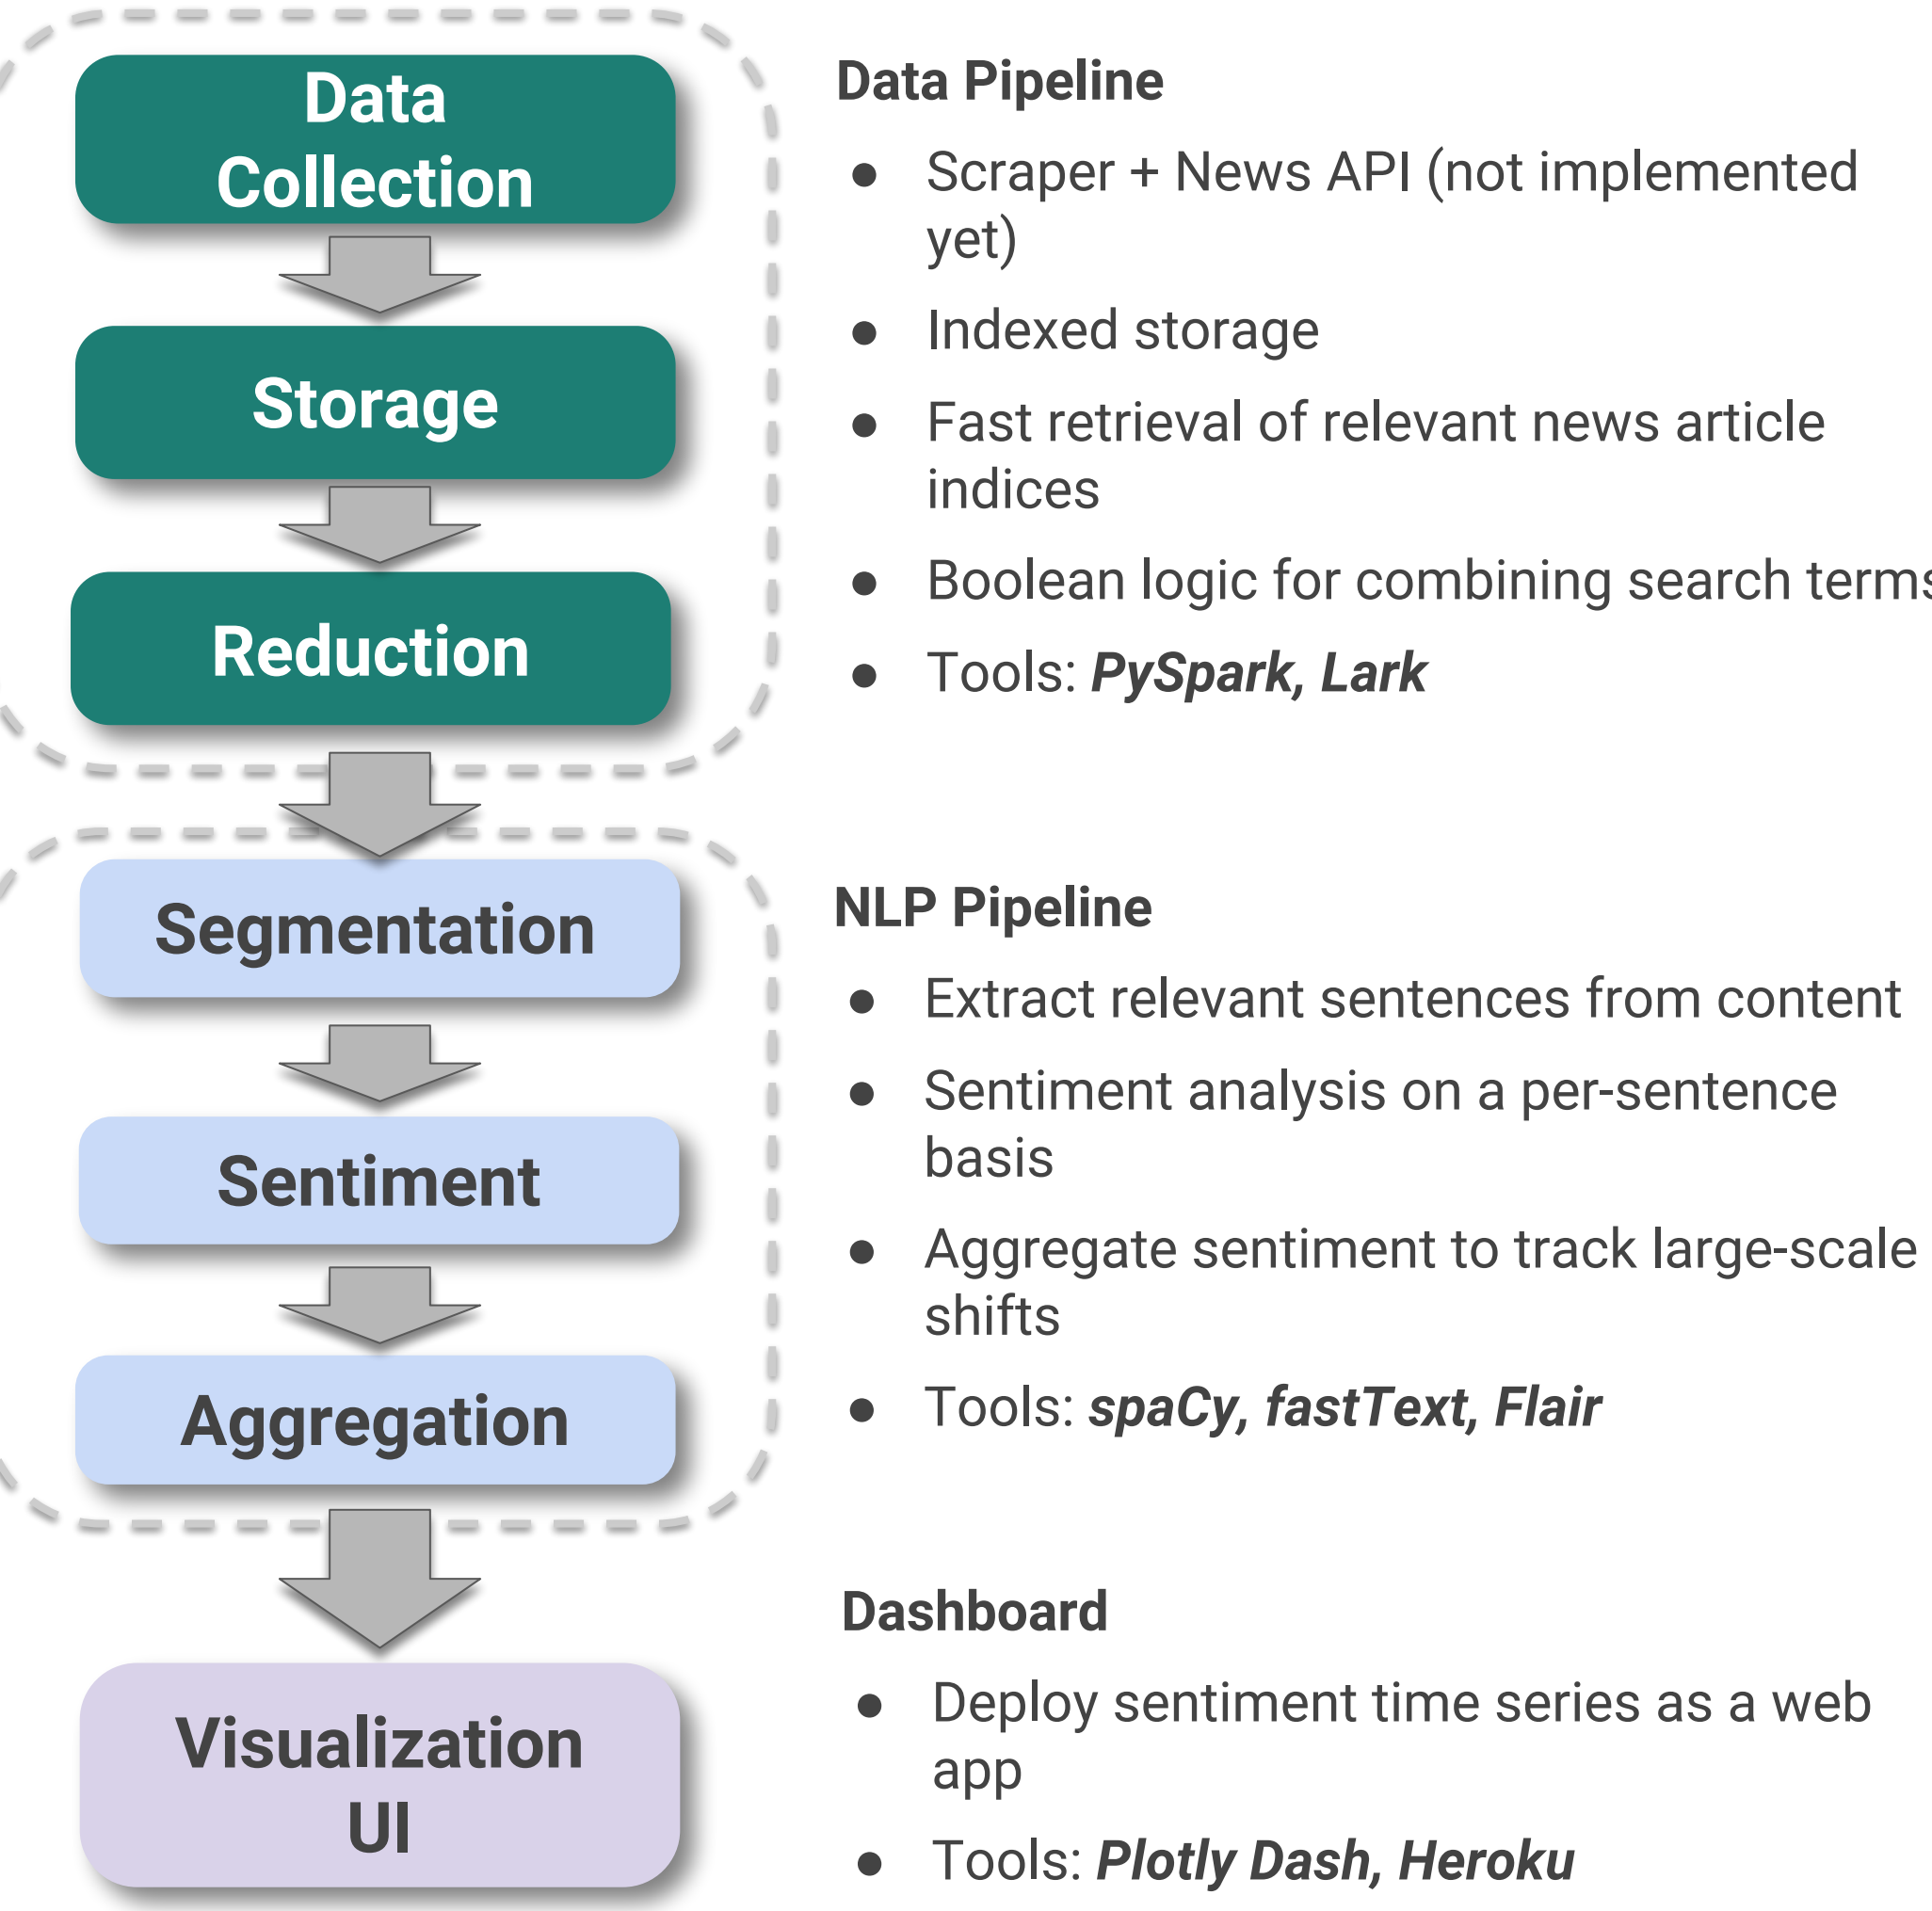 Data
Collection
Storage
Reduction
Segmentation
Sentiment
Aggregation
Visualization
UI
Data Pipeline
● Scraper + News API (not implemented
yet)
● Indexed storage
● Fast retrieval of relevant news article
indices
● Boolean logic for combining search terms
● Tools: PySpark, Lark
NLP Pipeline
● Extract relevant sentences from content
● Sentiment analysis on a per-sentence
basis
● Aggregate sentiment to track large-scale
shifts
● Tools: spaCy, fastText, Flair
Dashboard
● Deploy sentiment time series as a web
app
● Tools: Plotly Dash, Heroku